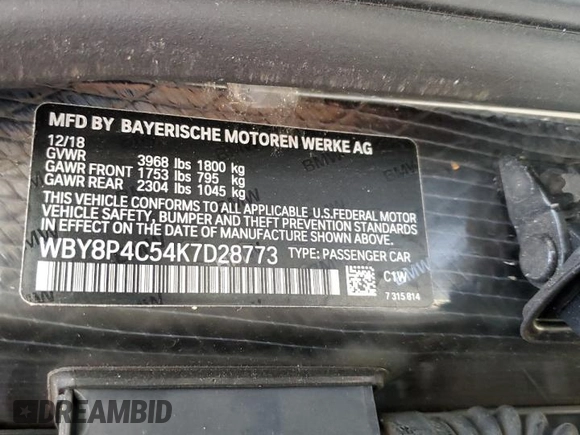 MFD BY BAYERISCHE MOTOREN WERKE AG
12/18
GVWR 3968 lbs 1800 kg
GAWR FRONT 1753 lbs 795 kg
GAWR REAR 2304 lbs 1045 kg
THIS VEHICLE CONFORMS TO ALL APPLICABLE U.S.FEDERAL MOTOR
VEHICLE SAFETY, BUMPER AND THEFT PREVENTION STANDARDS
IN EFFECT ON THE DATE OF MANUFACTURE SHOWN ABOVE.
WBY8P4C54K7D28773 TYPE: PASSENGER CAR
C1W
7 315 814
DREAMBID